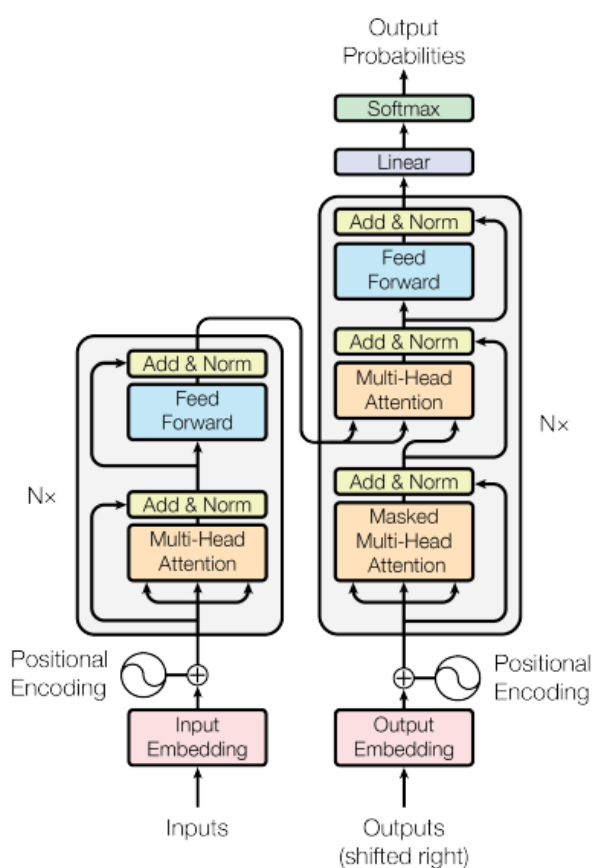 Output
Probabilities
Softmax
Linear
Add & Norm
Feed
Forward
Add & Norm
Multi-Head
Attention
Add & Norm
Masked
Multi-Head
Attention
N×
Positional
Encoding
Output
Embedding
Outputs
(shifted right)
Add & Norm
Feed
Forward
Add & Norm
Multi-Head
Attention
N×
Positional
Encoding
Input
Embedding
Inputs